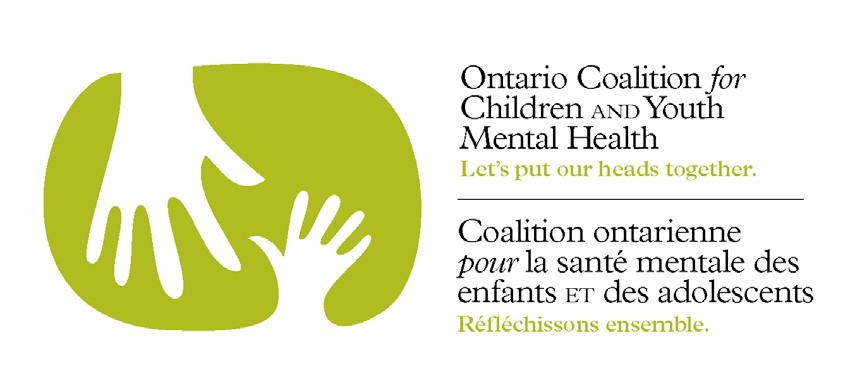 Ontario Coalition for
Children AND Youth
Mental Health
Let's put our heads together.
Coalition ontarienne
pour la santé mentale des
enfants ET des adolescents
Réfléchissons ensemble.